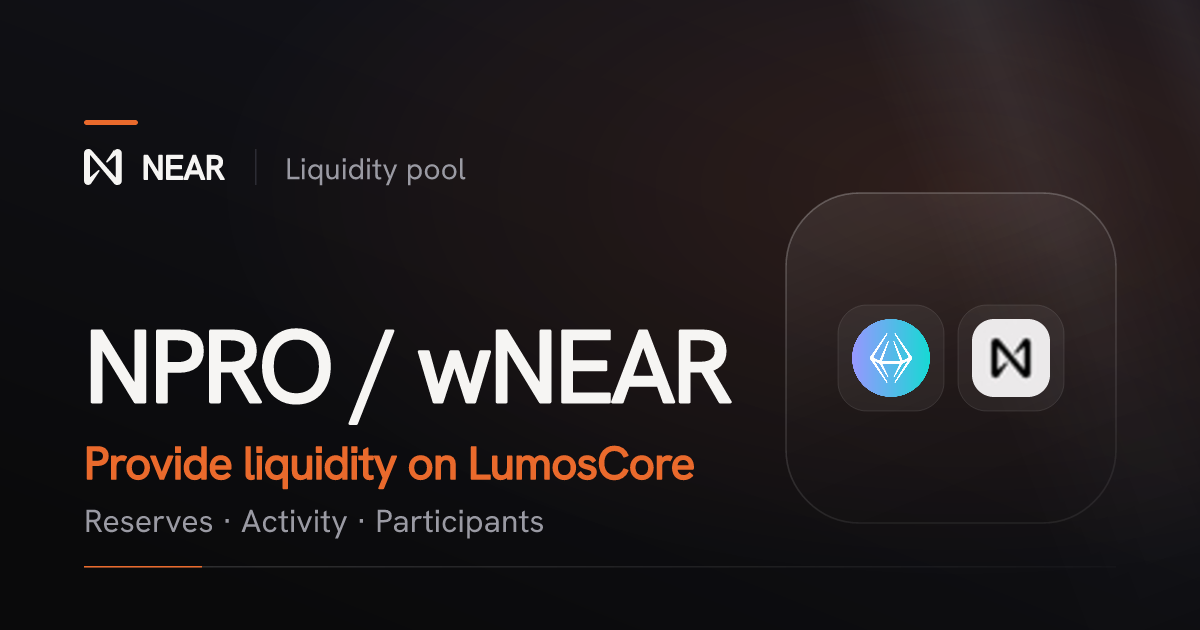 NEAR | Liquidity pool
NPRO / wNEAR
Provide liquidity on LumosCore
Reserves · Activity · Participants